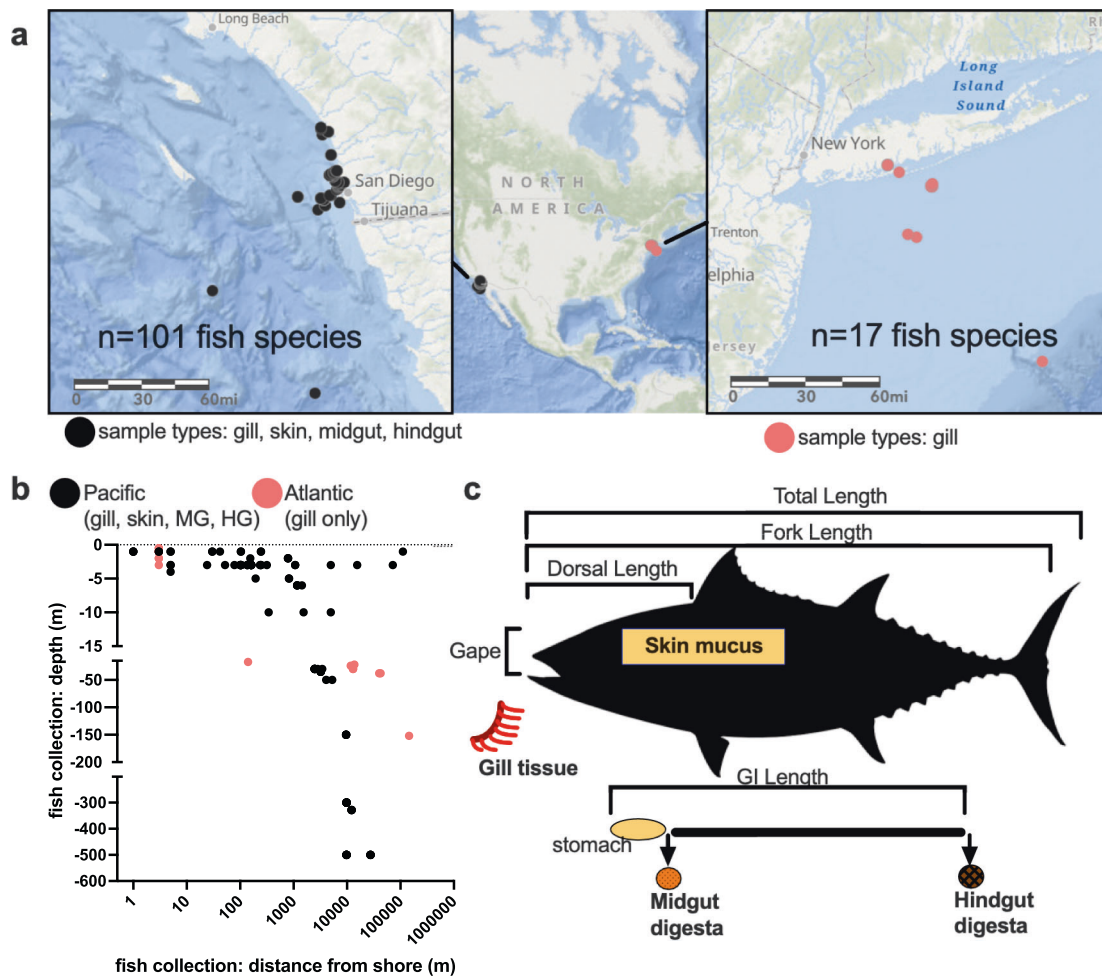 a
Long Beach
San Diego
Tijuana
n=101 fish species
0 30 60mi
NORTH
AMERICA
Long
Island
Sound
New York
Trenton
elphia
ersey
n=17 fish species
0 30 60mi
sample types: gill, skin, midgut, hindgut
sample types: gill
b
Pacific
(gill, skin, MG, HG)
Atlantic
(gill only)
fish collection: depth (m)
0
-5
-10
-15
-50
-100
-150
-200
-300
-400
-500
-600
1 10 100 1000 10000 100000 1000000
fish collection: distance from shore (m)
c
Total Length
Fork Length
Dorsal Length
Gape
Skin mucus
Gill tissue
GI Length
stomach
Midgut
digesta
Hindgut
digesta